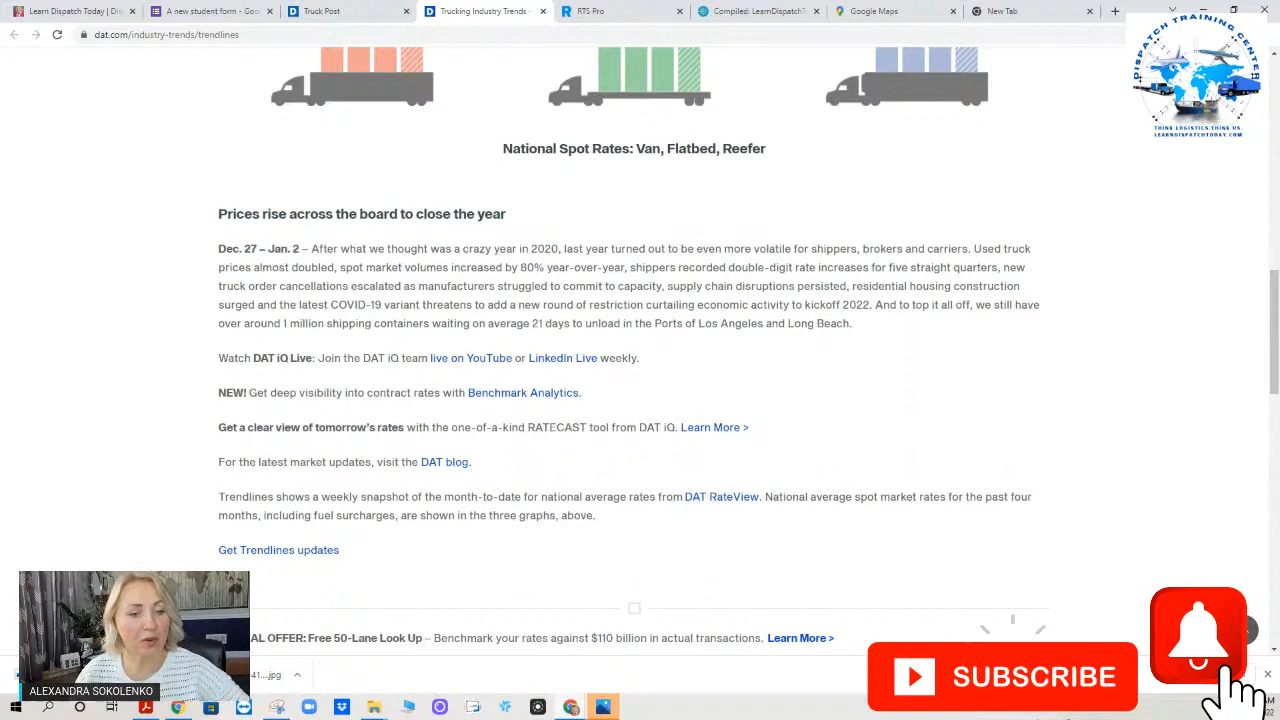 Learn Dispatch Today
A new student form - Go
Truck Post
Trucking Industry Trends -
RTS Pro
Compiled: LearnDispatchT
Google Maps
New Tab
dat.com/industry-trends/trendlines
DISPATCH TRAINING CENTER
THINK LOGISTICS.THINK US.
LEARNDISPATCHTODAY.COM
National Spot Rates: Van, Flatbed, Reefer
Prices rise across the board to close the year
Dec. 27 – Jan. 2 – After what we thought was a crazy year in 2020, last year turned out to be even more volatile for shippers, brokers and carriers. Used truck
prices almost doubled, spot market volumes increased by 80% year-over-year, shippers recorded double-digit rate increases for five straight quarters, new
truck order cancellations escalated as manufacturers struggled to commit to capacity, supply chain disruptions persisted, residential housing construction
surged and the latest COVID-19 variant threatens to add a new round of restriction curtailing economic activity to kickoff 2022. And to top it all off, we still have
over around 1 million shipping containers waiting on average 21 days to unload in the Ports of Los Angeles and Long Beach.
Watch DAT iQ Live: Join the DAT iQ team live on YouTube or LinkedIn Live weekly.
NEW! Get deep visibility into contract rates with Benchmark Analytics.
Get a clear view of tomorrow's rates with the one-of-a-kind RATECAST tool from DAT iQ. Learn More >
For the latest market updates, visit the DAT blog.
Trendlines shows a weekly snapshot of the month-to-date for national average rates from DAT RateView. National average spot market rates for the past four
months, including fuel surcharges, are shown in the three graphs, above.
Get Trendlines updates
AL OFFER: Free 50-Lane Look Up – Benchmark your rates against $110 billion in actual transactions. Learn More >
41....jpg
SUBSCRIBE
ALEXANDRA SOKOLENKO